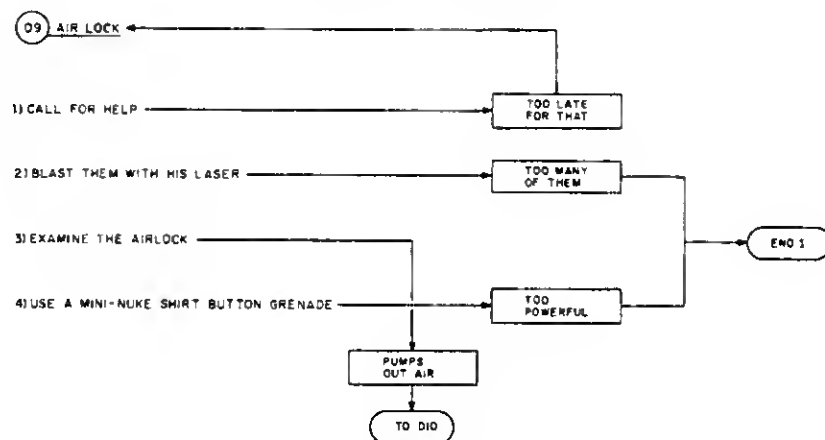 D9 AIR LOCK
1) CALL FOR HELP
TOO LATE
FOR THAT
2) BLAST THEM WITH HIS LASER
TOO MANY
OF THEM
3) EXAMINE THE AIRLOCK
END 1
4) USE A MINI-NUKE SHIRT BUTTON GRENADE
TOO
POWERFUL
PUMPS
OUT AIR
TO D10